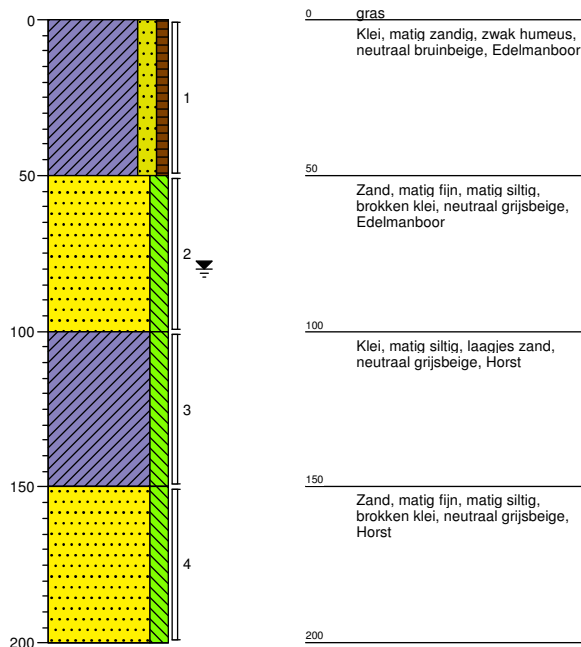 0
1
50
2
100
3
150
4
200
0
gras
Klei, matig zandig, zwak humeus,
neutraal bruinbeige, Edelmanboor
50
Zand, matig fijn, matig siltig,
brokken klei, neutraal grijsbeige,
Edelmanboor
100
Klei, matig siltig, laagjes zand,
neutraal grijsbeige, Horst
150
Zand, matig fijn, matig siltig,
brokken klei, neutraal grijsbeige,
Horst
200